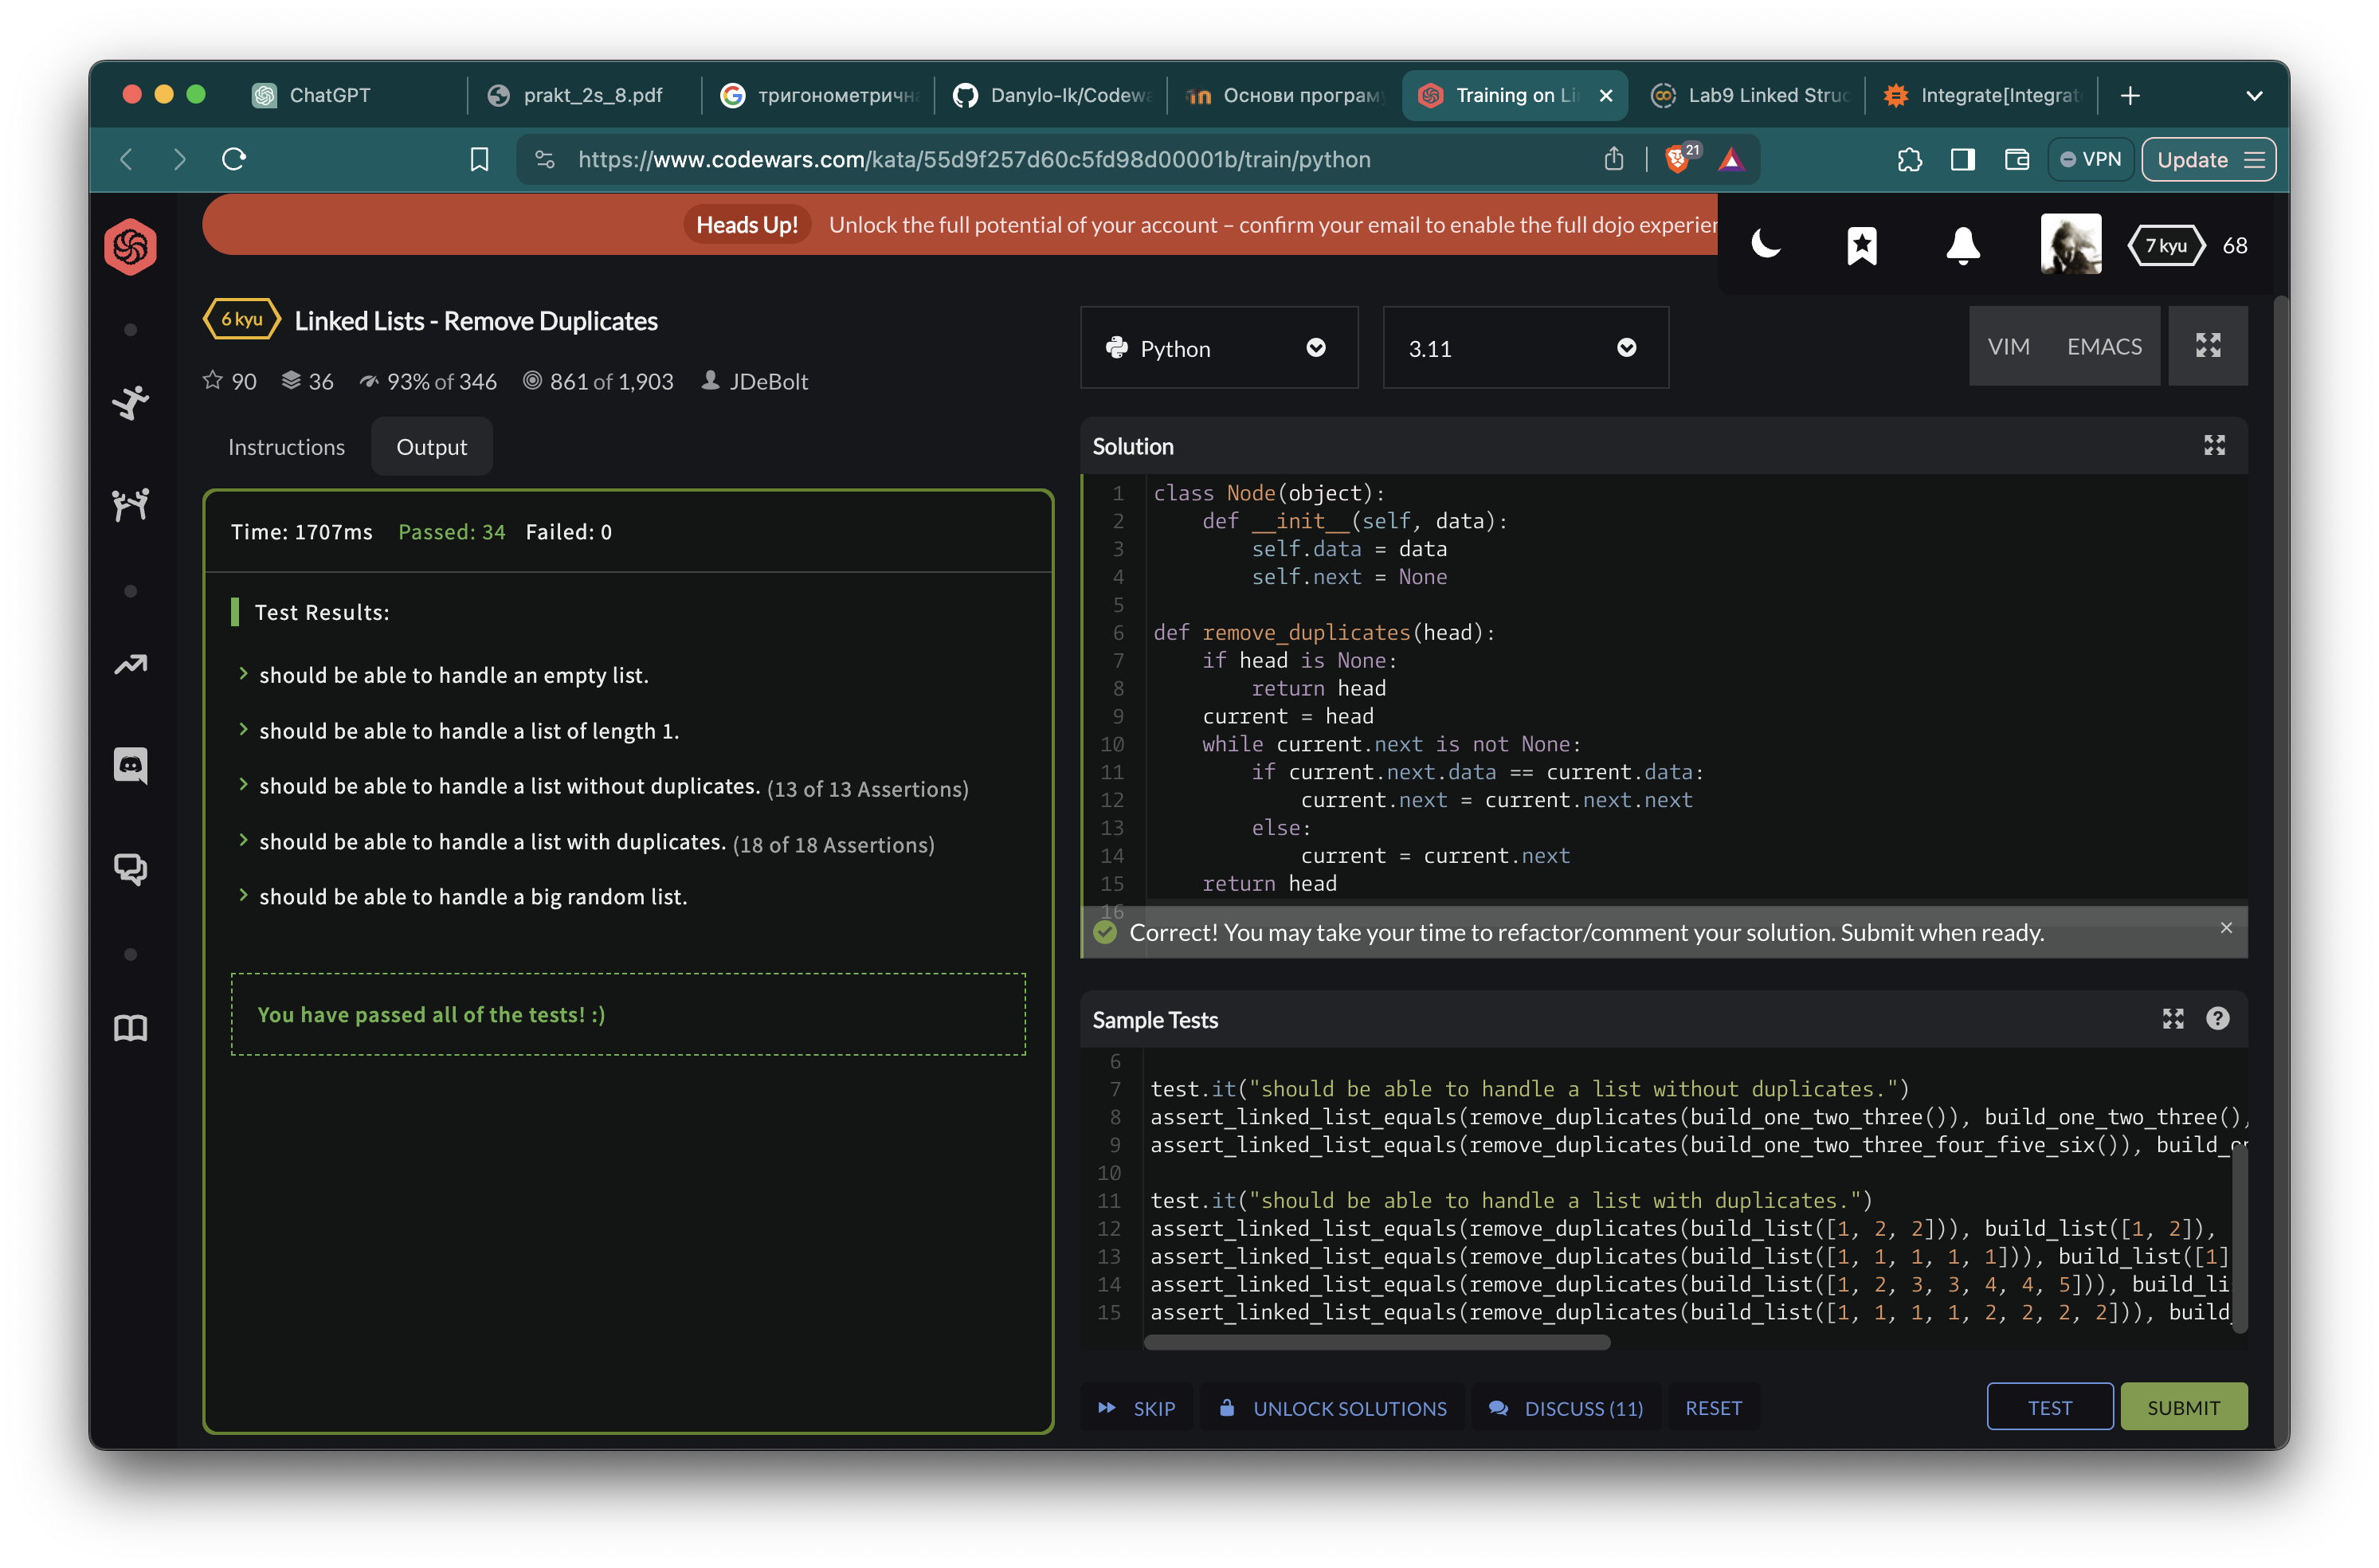 ChatGPT
prakt_2s_8.pdf
тригонометричн
Danylo-Ik/Codewa
Основи програм
Training on Li
Lab9 Linked Struc
Integrate[Integrat
https://www.codewars.com/kata/55d9f257d60c5fd98d00001b/train/python
21
VPN
Update
Heads Up! Unlock the full potential of your account – confirm your email to enable the full dojo experien
7 kyu 68
6 kyu Linked Lists - Remove Duplicates
90 36 93% of 346 861 of 1,903 JDeBolt
Instructions Output
Time: 1707ms Passed: 34 Failed: 0
Test Results:
should be able to handle an empty list.
should be able to handle a list of length 1.
should be able to handle a list without duplicates. (13 of 13 Assertions)
should be able to handle a list with duplicates. (18 of 18 Assertions)
should be able to handle a big random list.
You have passed all of the tests! :)
Python 3.11 VIM EMACS
Solution
1 class Node(object):
2 def __init__(self, data):
3 self.data = data
4 self.next = None
5
6 def remove_duplicates(head):
7 if head is None:
8 return head
9 current = head
10 while current.next is not None:
11 if current.next.data == current.data:
12 current.next = current.next.next
13 else:
14 current = current.next
15 return head
16
Correct! You may take your time to refactor/comment your solution. Submit when ready.
Sample Tests
6
7 test.it("should be able to handle a list without duplicates.")
8 assert_linked_list_equals(remove_duplicates(build_one_two_three()), build_one_two_three(),
9 assert_linked_list_equals(remove_duplicates(build_one_two_three_four_five_six()), build_on
10
11 test.it("should be able to handle a list with duplicates.")
12 assert_linked_list_equals(remove_duplicates(build_list([1, 2, 2])), build_list([1, 2]),
13 assert_linked_list_equals(remove_duplicates(build_list([1, 1, 1, 1, 1])), build_list([1]
14 assert_linked_list_equals(remove_duplicates(build_list([1, 2, 3, 3, 4, 4, 5])), build_li
15 assert_linked_list_equals(remove_duplicates(build_list([1, 1, 1, 1, 2, 2, 2, 2])), build_
SKIP UNLOCK SOLUTIONS DISCUSS (11) RESET TEST SUBMIT